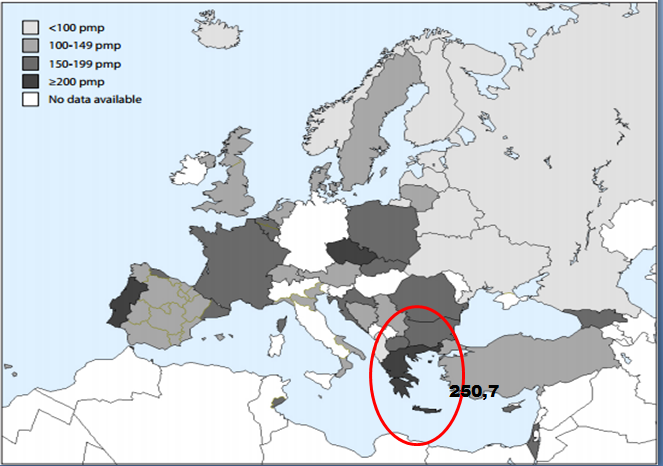 <100 pmp
100-149 pmp
150-199 pmp
≥200 pmp
No data available
250,7